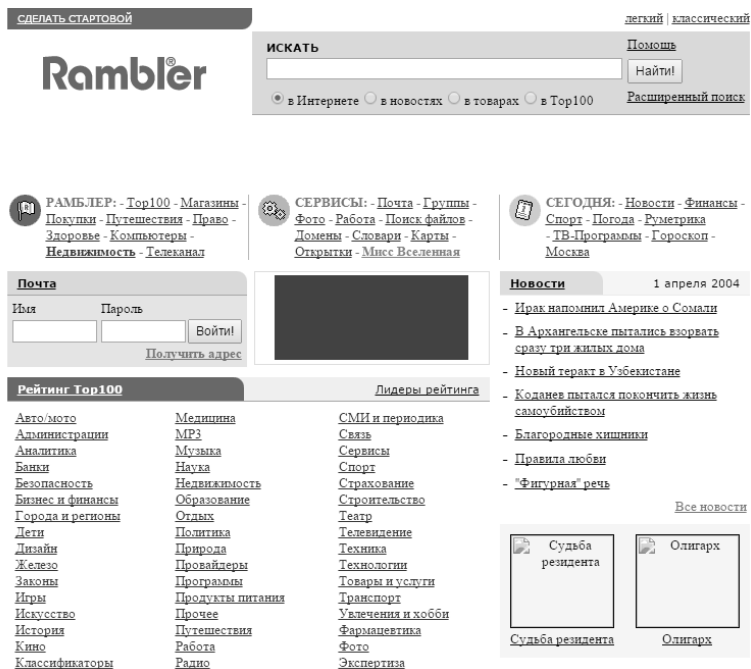 СДЕЛАТЬ СТАРТОВОЙ
легкий | классический
Rambler®
ИСКАТЬ
Помощь
Найти!
в Интернете в новостях в товарах в Top100
Расширенный поиск
РАМБЛЕР: - Top100 - Магазины -
Покупки - Путешествия - Право -
Здоровье - Компьютеры -
Недвижимость - Телеканал
СЕРВИСЫ: - Почта - Группы -
Фото - Работа - Поиск файлов -
Домены - Словари - Карты -
Открытки - Мисс Вселенная
СЕГОДНЯ: - Новости - Финансы -
Спорт - Погода - Руметрика
- ТВ-Программы - Гороскоп -
Москва
Почта
Имя Пароль
Войти!
Получить адрес
Новости 1 апреля 2004
- Ирак напомнил Америке о Сомали
- В Архангельске пытались взорвать
сразу три жилых дома
- Новый теракт в Узбекистане
- Коданев пытался покончить жизнь
самоубийством
- Благородные хищники
- Правила любви
- "Фигурная" речь
Все новости
Рейтинг Top100 Лидеры рейтинга
Авто/мото
Администрации
Аналитика
Банки
Безопасность
Бизнес и финансы
Города и регионы
Дети
Дизайн
Железо
Законы
Игры
Искусство
История
Кино
Классификаторы
Медицина
MP3
Музыка
Наука
Недвижимость
Образование
Отдых
Политика
Природа
Провайдеры
Программы
Продукты питания
Прочее
Путешествия
Работа
Радио
СМИ и периодика
Связь
Сервисы
Спорт
Страхование
Строительство
Театр
Телевидение
Техника
Технологии
Товары и услуги
Транспорт
Увлечения и хобби
Фармацевтика
Фото
Экспертиза
Судьба
резидента
Олигарх
Судьба резидента
Олигарх